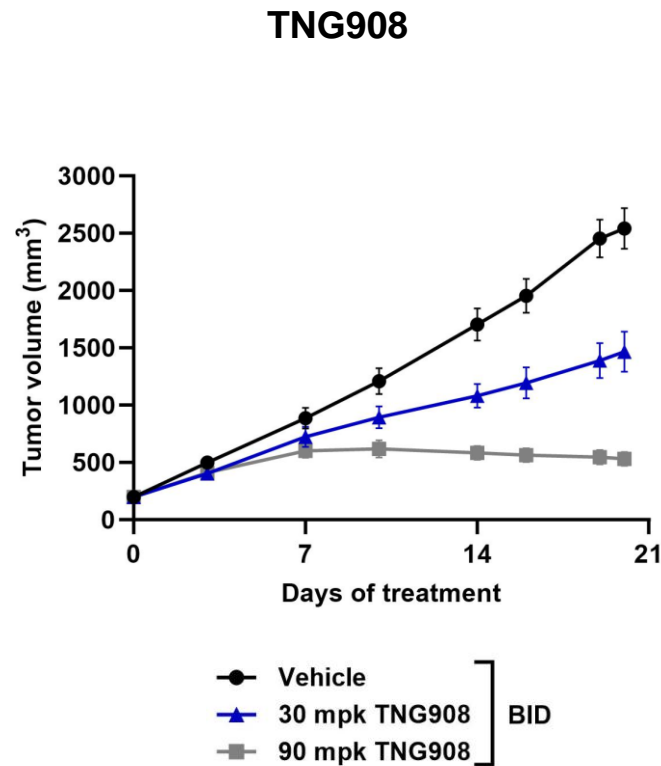 TNG908
3000
2500
2000
1500
1000
500
0
Tumor volume (mm³)
0 7 14 21
Days of treatment
Vehicle
30 mpk TNG908
90 mpk TNG908
BID